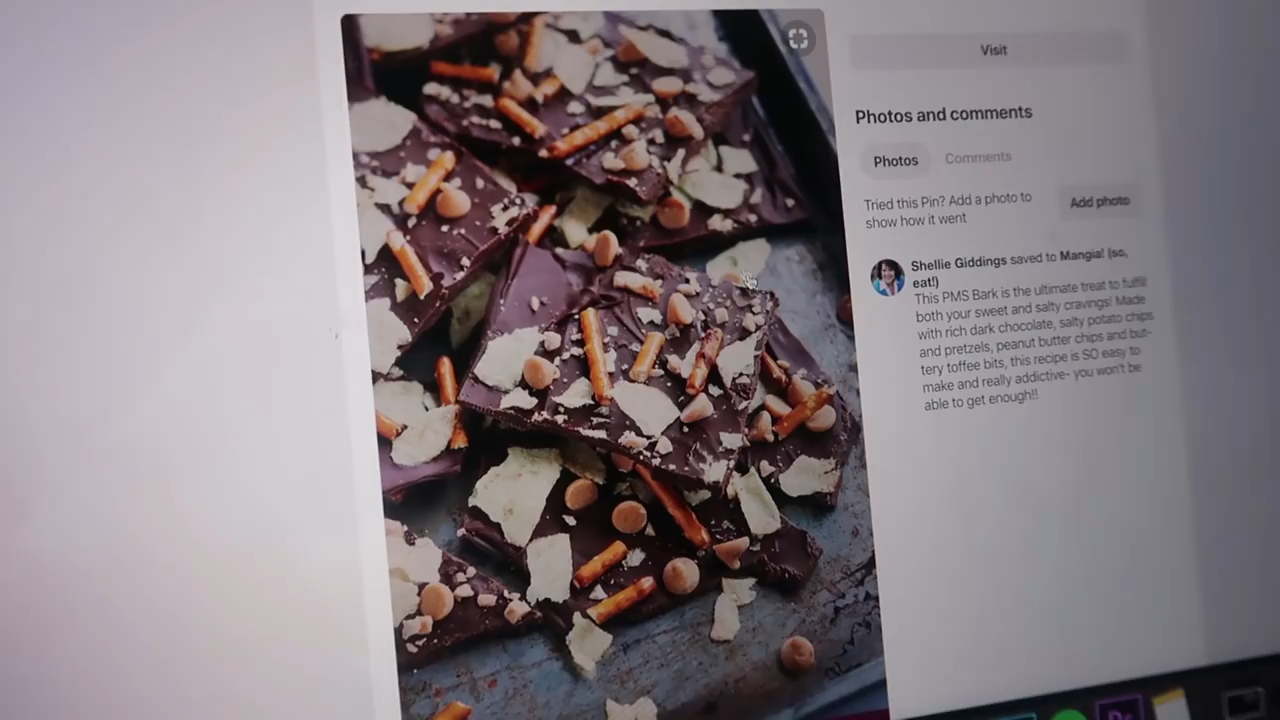 Visit
Photos and comments
Photos
Comments
Tried this Pin? Add a photo to
show how it went
Add photo
Shellie Giddings saved to Mangia! (so,
eat!)
This PMS Bark is the ultimate treat to fulfill
both your sweet and salty cravings! Made
with rich dark chocolate, salty potato chips
and pretzels, peanut butter chips and but-
tery toffee bits, this recipe is SO easy to
make and really addictive- you won't be
able to get enough!!
Pr